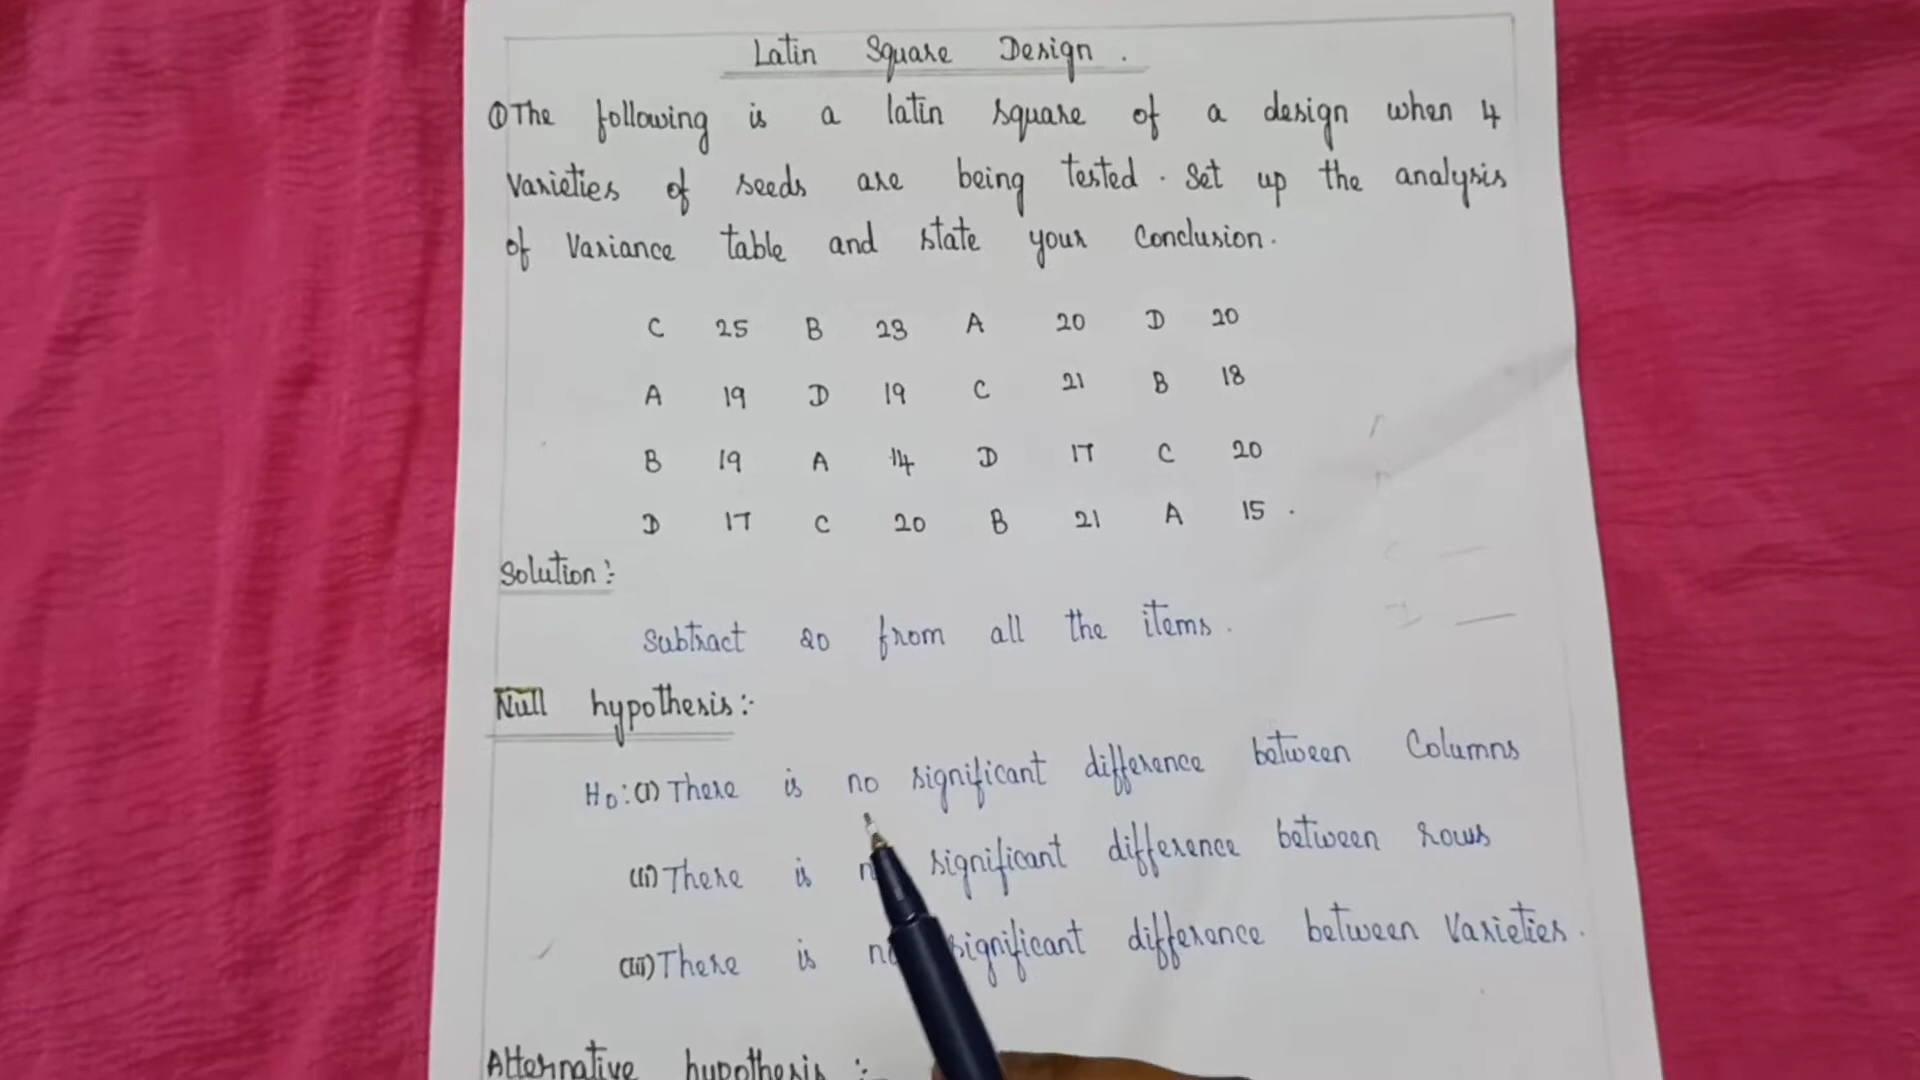 Latin Square Design.
① The following is a latin square of a design when 4
varieties of seeds are being tested. Set up the analysis
of Variance table and state your Conclusion.
C 25 B 23 A 20 D 20
A 19 D 19 C 21 B 18
B 19 A 14 D 17 C 20
D 17 C 20 B 21 A 15.
Solution:
Subtract 20 from all the items.
Null hypothesis:-
H0: (i) There is no significant difference between Columns
(ii) There is significant difference between rows
(iii) There is significant difference between Varieties.
Alternative hypothesis: